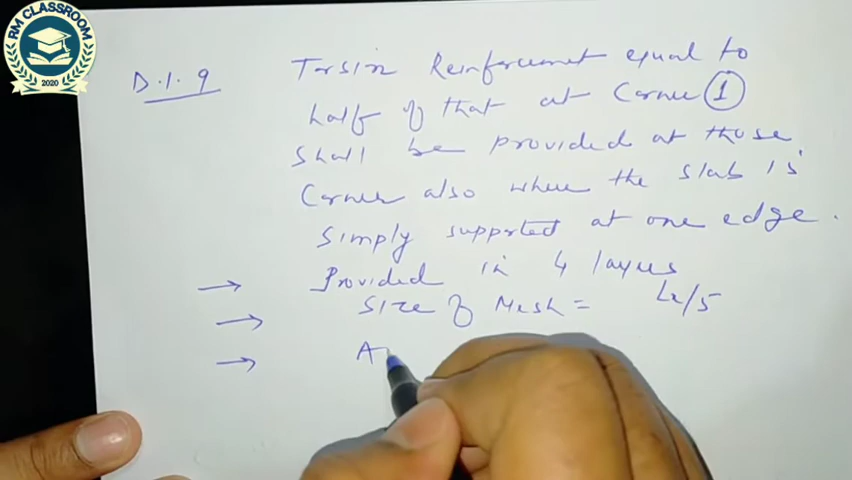 RM CLASSROOM
2020
D.1.9 Torsion Reinforcement equal to
half of that at Corner 1
shall be provided at those
Corner also where the slab is
simply supported at one edge.
→ Provided in 4 layers
→ Size of Mesh = Lx/5
→ A